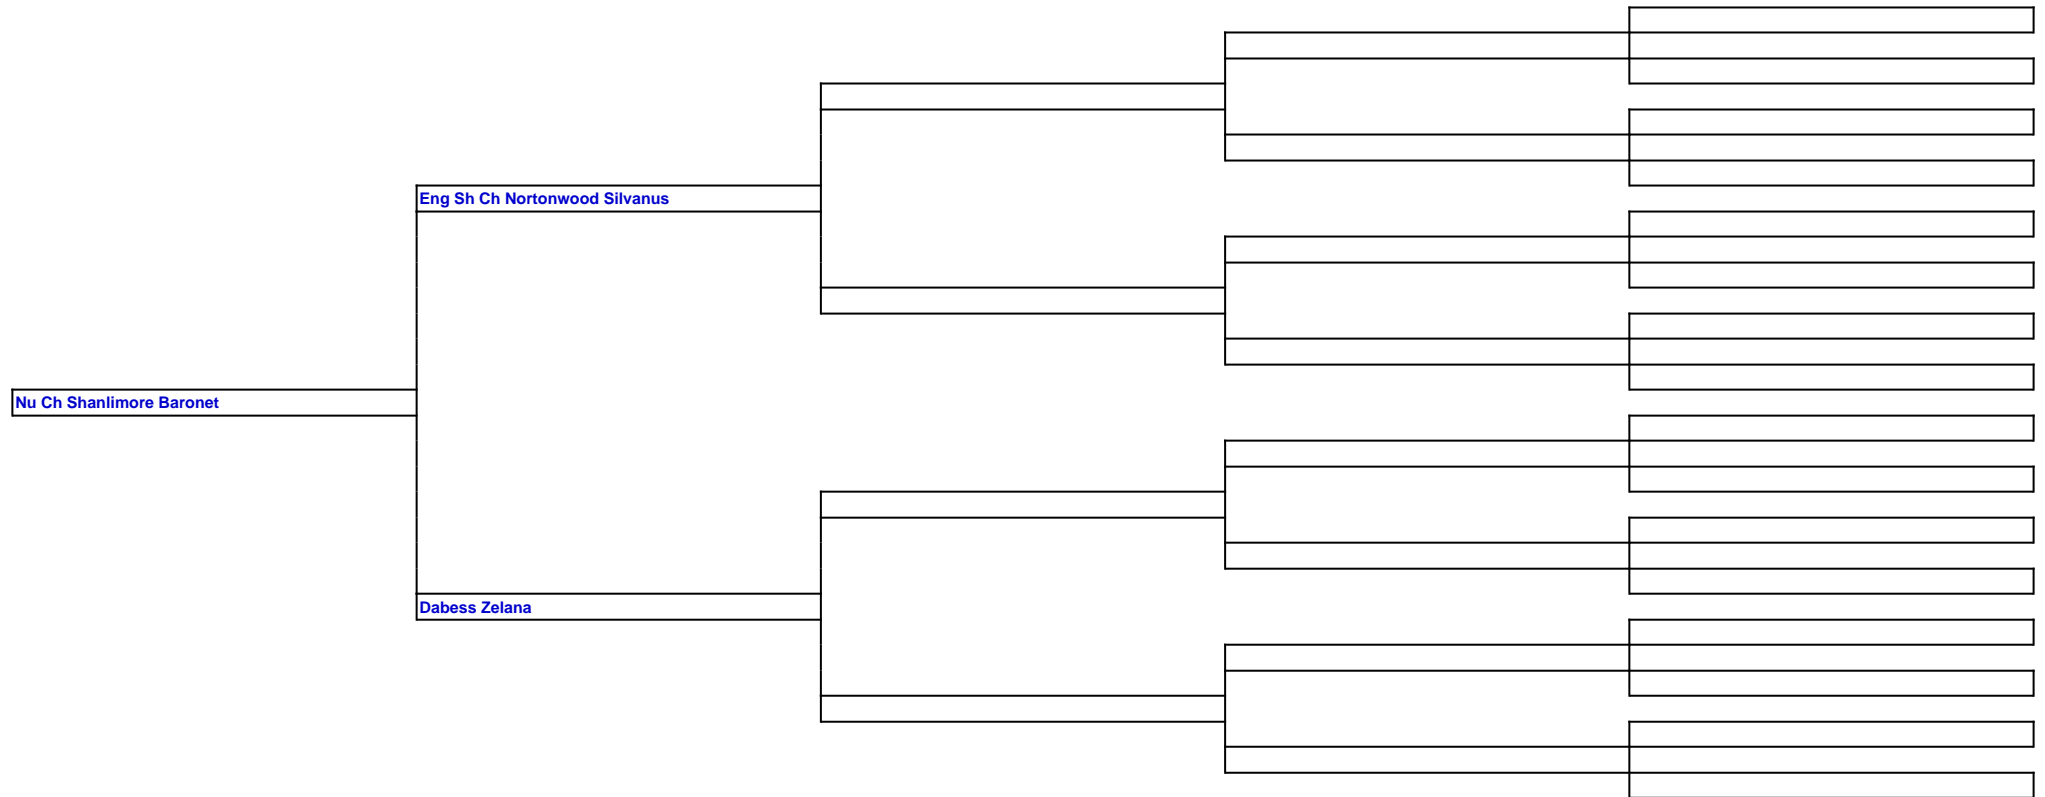 Eng Sh Ch Nortonwood Silvanus
Nu Ch Shanlimore Baronet
Dabess Zelana